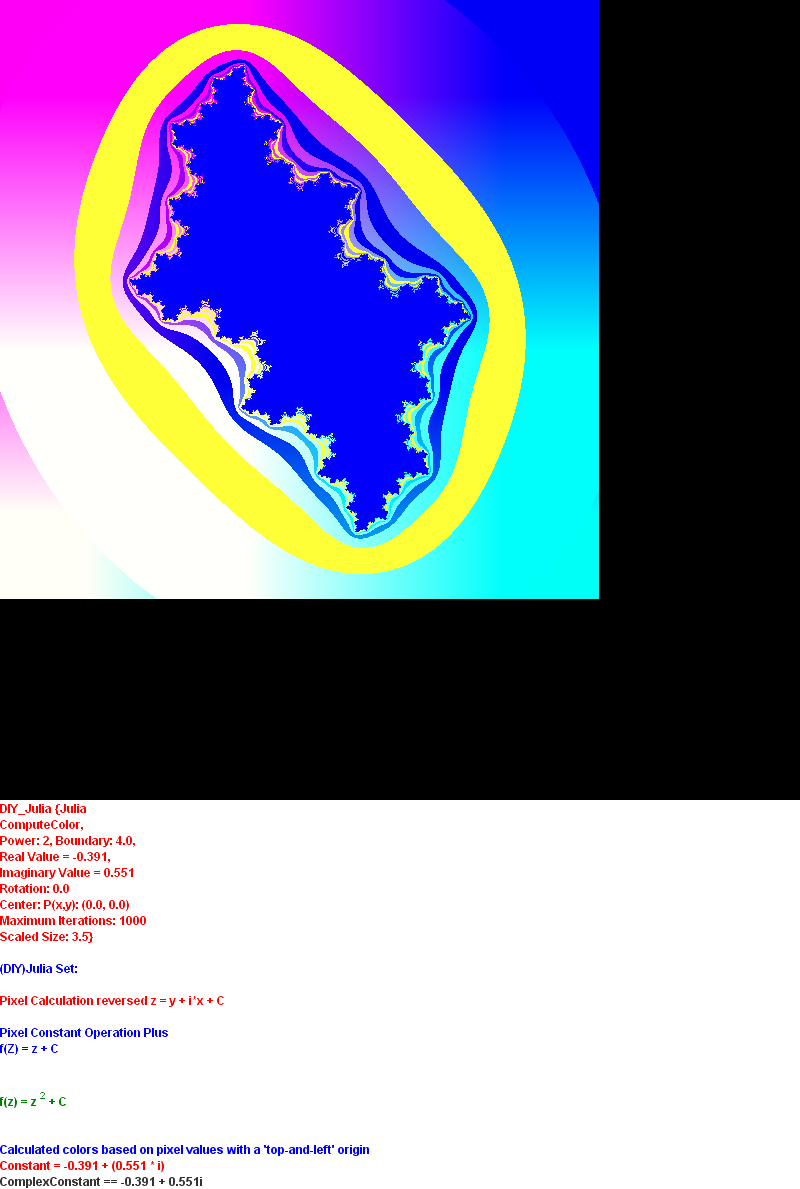 DIY_Julia {Julia
ComputeColor,
Power: 2, Boundary: 4.0,
Real Value = -0.391,
Imaginary Value = 0.551
Rotation: 0.0
Center: P(x,y): (0.0, 0.0)
Maximum Iterations: 1000
Scaled Size: 3.5}
(DIY)Julia Set:
Pixel Calculation reversed z = y + i*x + C
Pixel Constant Operation Plus
f(Z) = z + C
f(z) = z 2 + C
Calculated colors based on pixel values with a 'top-and-left' origin
Constant = -0.391 + (0.551 * i)
ComplexConstant == -0.391 + 0.551i